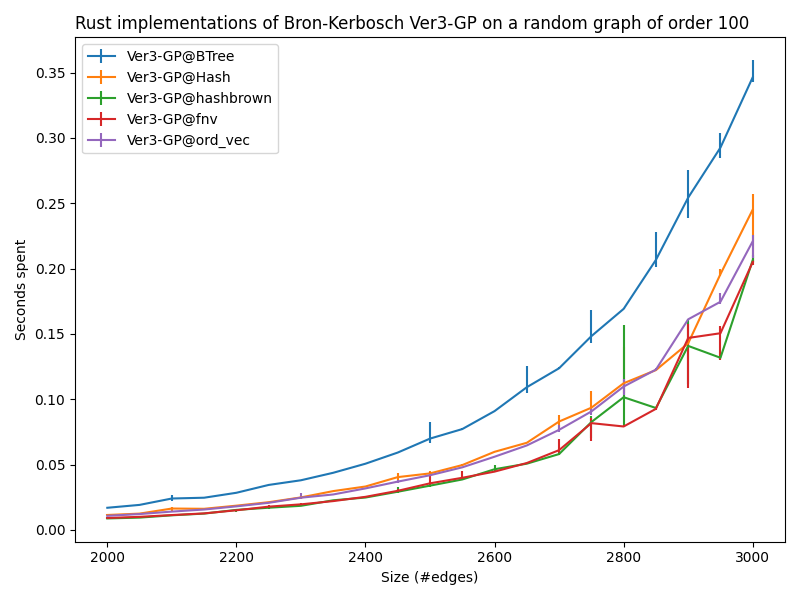 Rust implementations of Bron-Kerbosch Ver3-GP on a random graph of order 100
Ver3-GP@BTree
Ver3-GP@Hash
Ver3-GP@hashbrown
Ver3-GP@fnv
Ver3-GP@ord_vec
Seconds spent
0.35
0.30
0.25
0.20
0.15
0.10
0.05
0.00
2000 2200 2400 2600 2800 3000
Size (#edges)